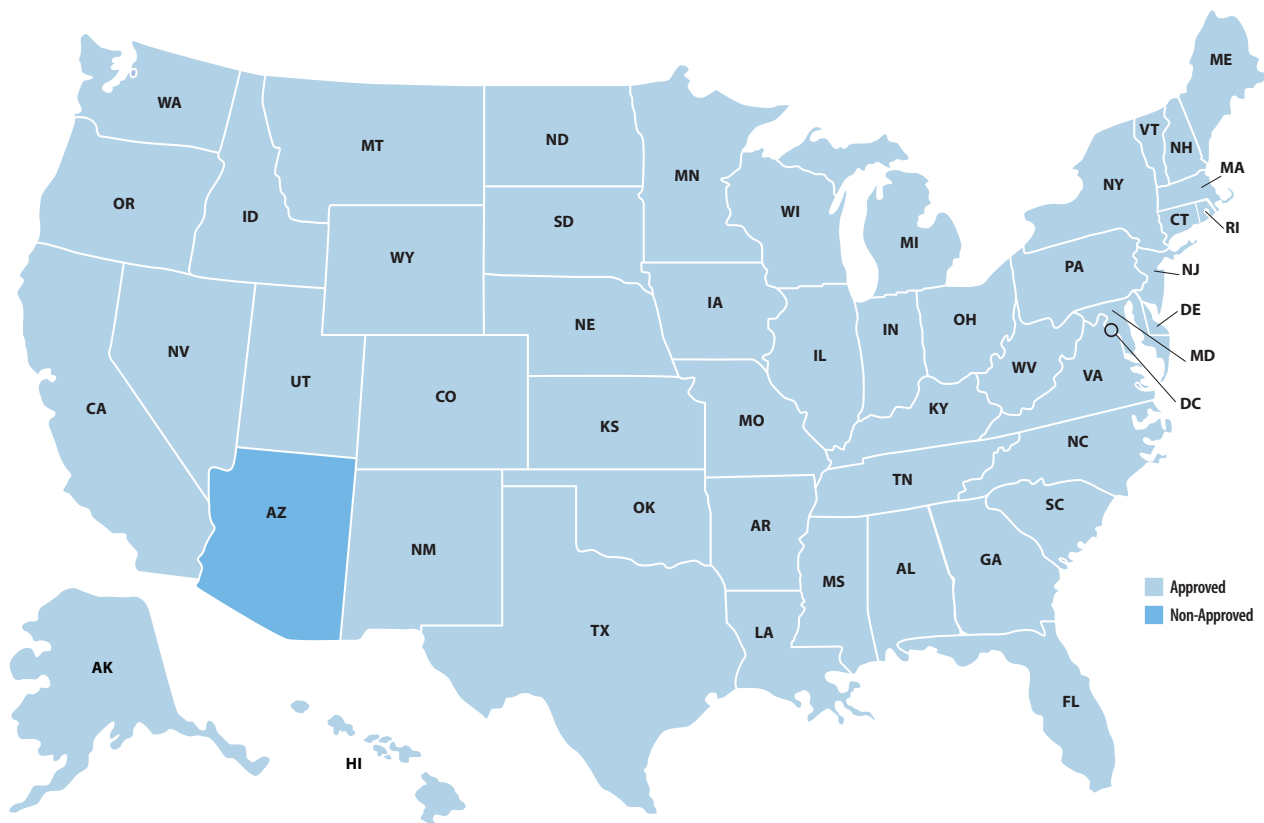 ME
WA
VT
ND
MT
NH
MA
MN
NY
OR
WI
ID
SD
CT
RI
MI
WY
PA
NJ
IA
DE
OH
NE
IN
NV
IL
MD
WV
VA
UT
CO
DC
CA
KY
MO
KS
NC
TN
AZ
OK
SC
AR
NM
GA
AL
MS
Approved
Non-Approved
TX
LA
AK
FL
HI